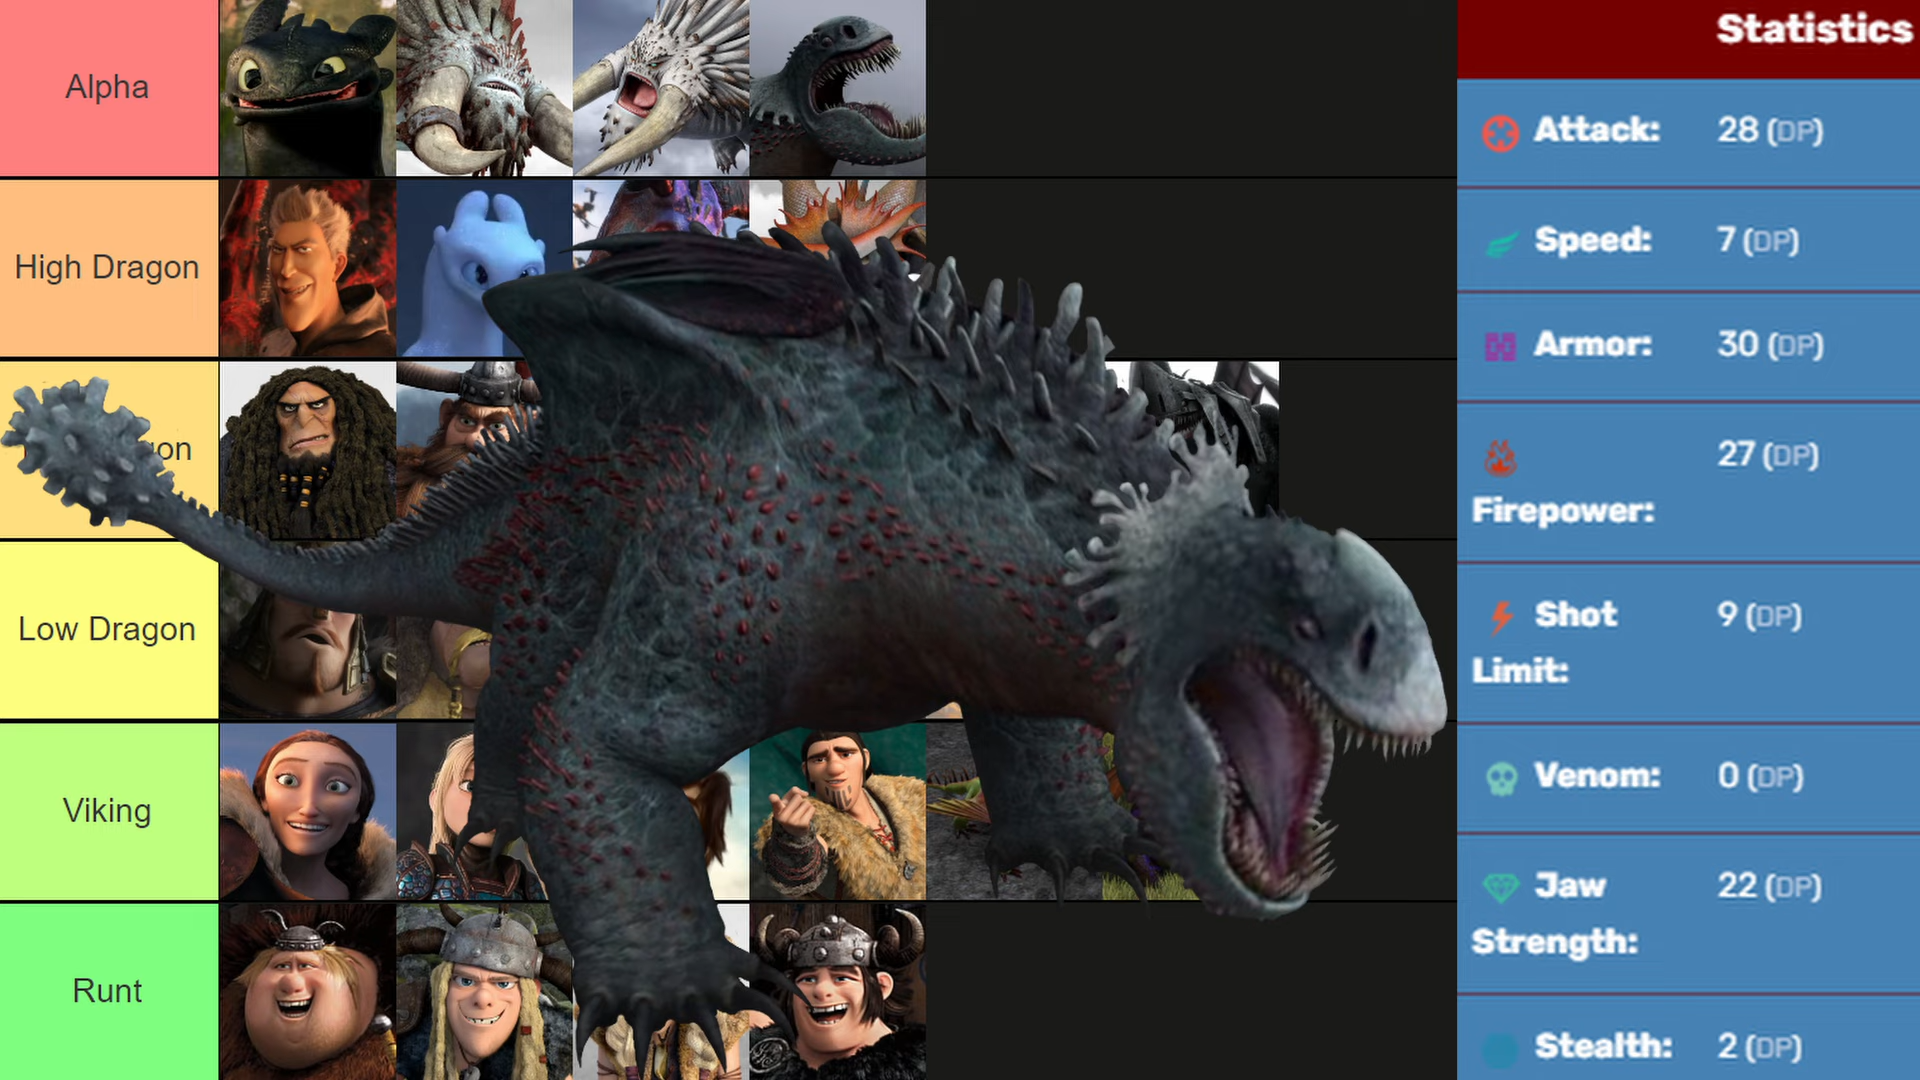 Alpha
High Dragon
on
Low Dragon
Viking
Runt
Statistics
Attack: 28 (DP)
Speed: 7 (DP)
Armor: 30 (DP)
27 (DP)
Firepower:
Shot 9 (DP)
Limit:
Venom: 0 (DP)
Jaw 22 (DP)
Strength:
Stealth: 2 (DP)